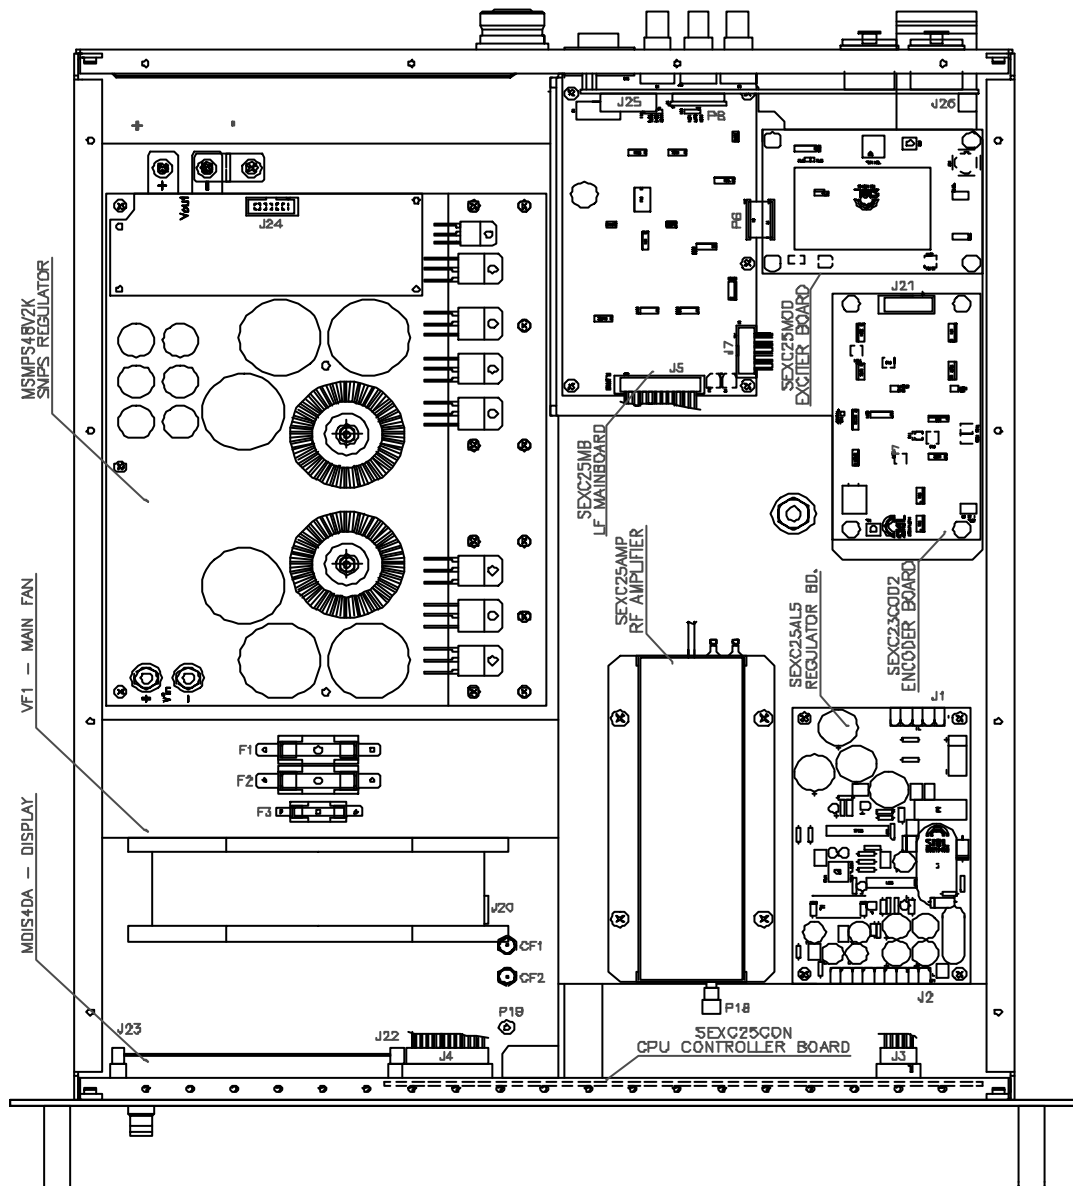 J25
P8
J26
+ -
+
-
Vout
J24
P6
J21
MSMPS48V2K
SMPS REGULATOR
SEXC25MOD
EXCITER BOARD
J7
J5
SEXC25MB
LF MAINBOARD
P7
SEXC25AMP
RF AMPLIFIER
SEXC25AL5
REGULATOR BD.
SEXC23COD2
ENCODER BOARD
VF1 - MAIN FAN
+
Vin
-
J1
F1
F2
F3
MDIS4DA - DISPLAY
J20
CF1
CF2
J2
P19
P18
J23
J22
J4
SEXC25CON
CPU CONTROLLER BOARD
J3